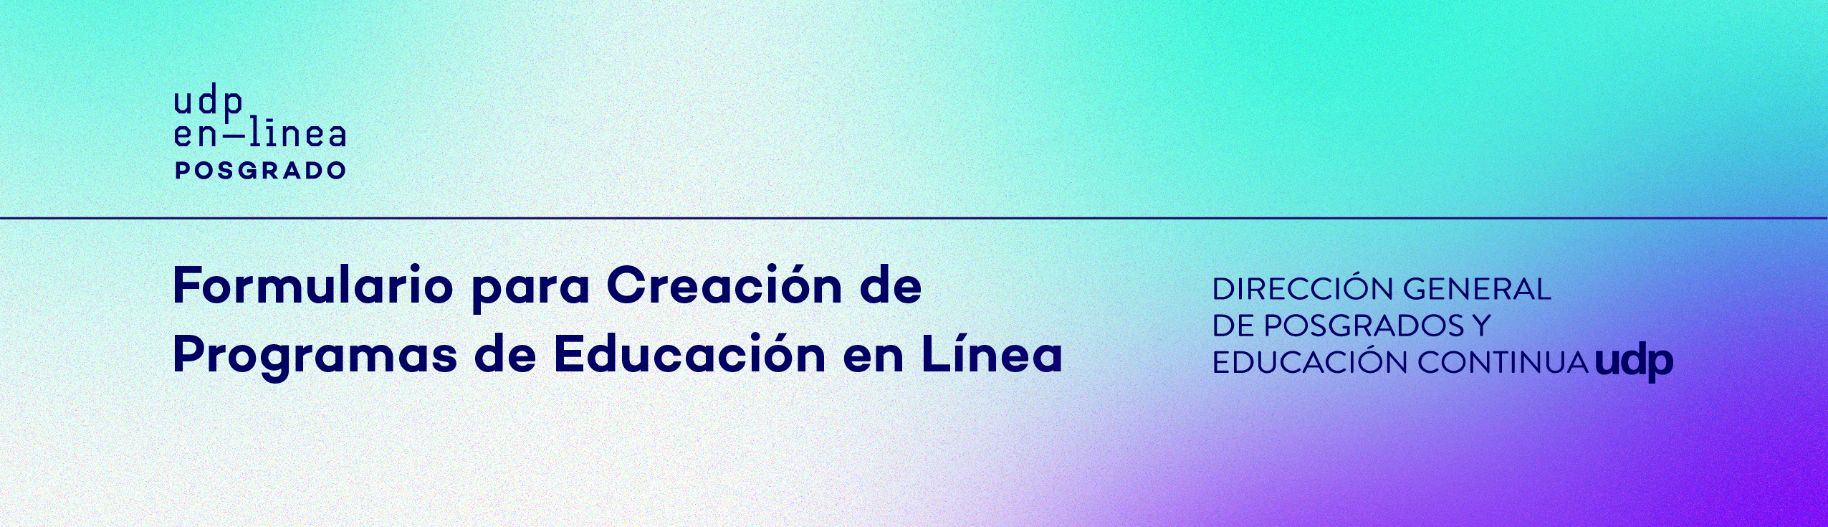 udp
en—línea
POSGRADO
Formulario para Creación de
Programas de Educación en Línea
DIRECCIÓN GENERAL
DE POSGRADOS Y
EDUCACIÓN CONTINUA udp